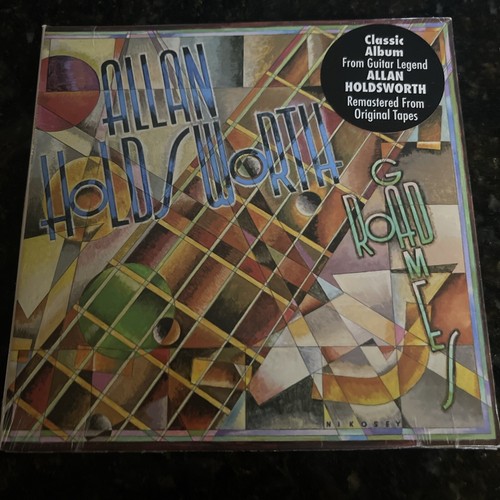 Classic
Album
From Guitar Legend
ALLAN
HOLDSWORTH
Remastered From
Original Tapes
ALLAN
HOLDSWORTH
ROAD
GAMES
NIKOSEY